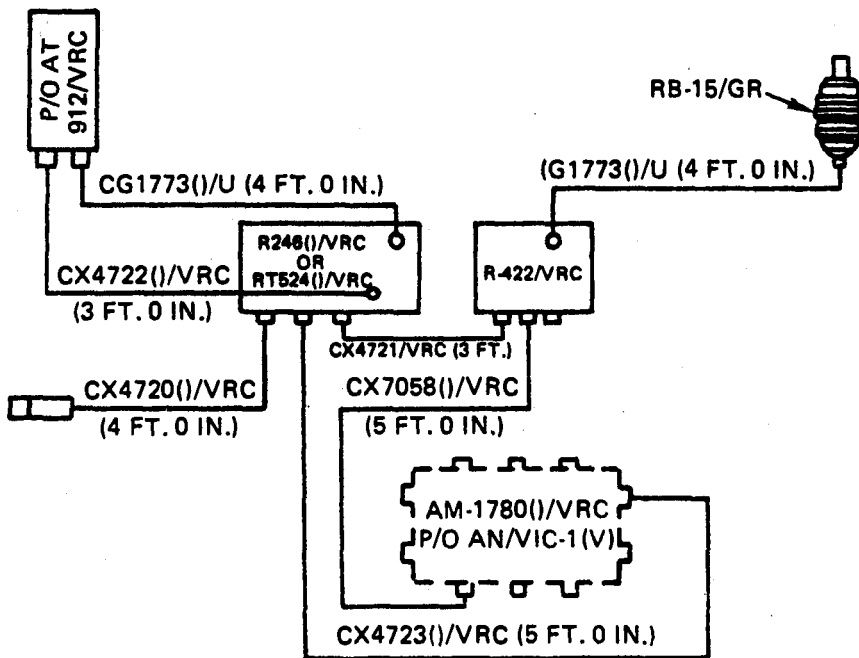 P/O AT
912/VRC
RB-15/GR
CG1773()/U (4 FT. 0 IN.)
(G1773()/U (4 FT. 0 IN.)
R246()/VRC
OR
RT524()/VRC
R-422/VRC
CX4722()/VRC
(3 FT. 0 IN.)
CX4721/VRC (3 FT.)
CX4720()/VRC
(4 FT. 0 IN.)
CX7058()/VRC
(5 FT. 0 IN.)
AM-1780()/VRC
P/O AN/VIC-1(V)
CX4723()/VRC (5 FT. 0 IN.)